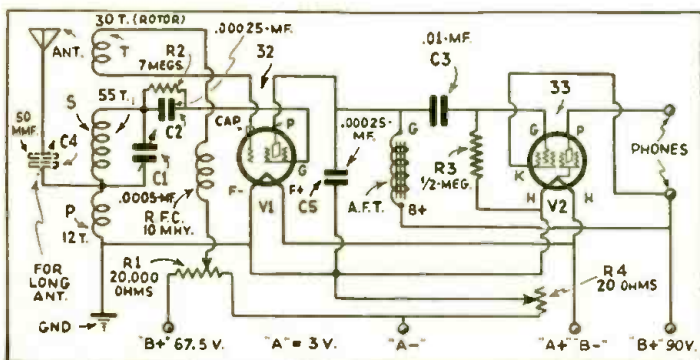 30 T. (ROTOR)
.00025-MF.
ANT.
T
R2
7 MEGS.
32
.01-MF.
C3
33
50
MMF.
C4
S
55 T.
C2
C1
CAP.
P
G
F-
F+
V1
.00025-
MF.
C5
G
A.F.T.
B+
R3
1/2-MEG.
G
P
K
H
H
V2
PHONES
P
12 T.
.0005-MF.
R.F.C.
10 MHY.
FOR
LONG
ANT.
R1
20,000
OHMS
R4
20 OHMS
GND
"B+" 67.5 V.
"A" = 3 V.
"A-"
"A+" B-"
"B+" 90V.